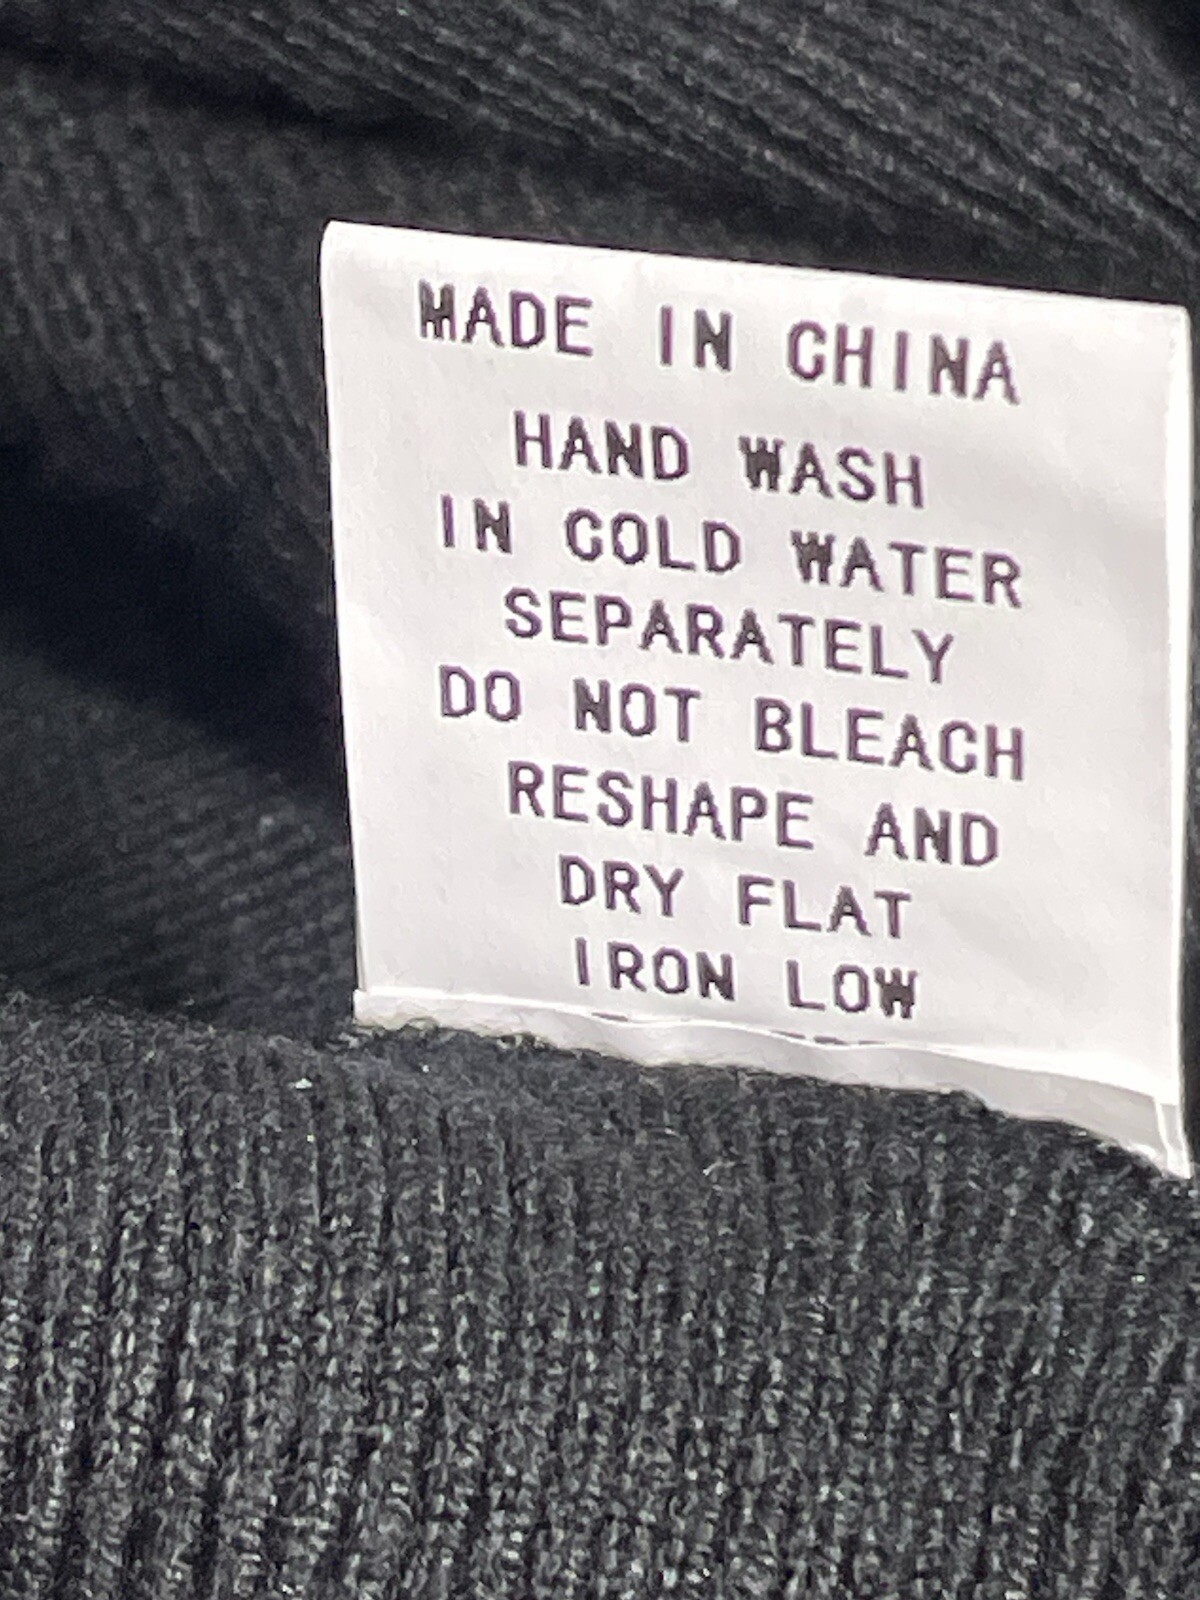 MADE IN CHINA
HAND WASH
IN COLD WATER
SEPARATELY
DO NOT BLEACH
RESHAPE AND
DRY FLAT
IRON LOW